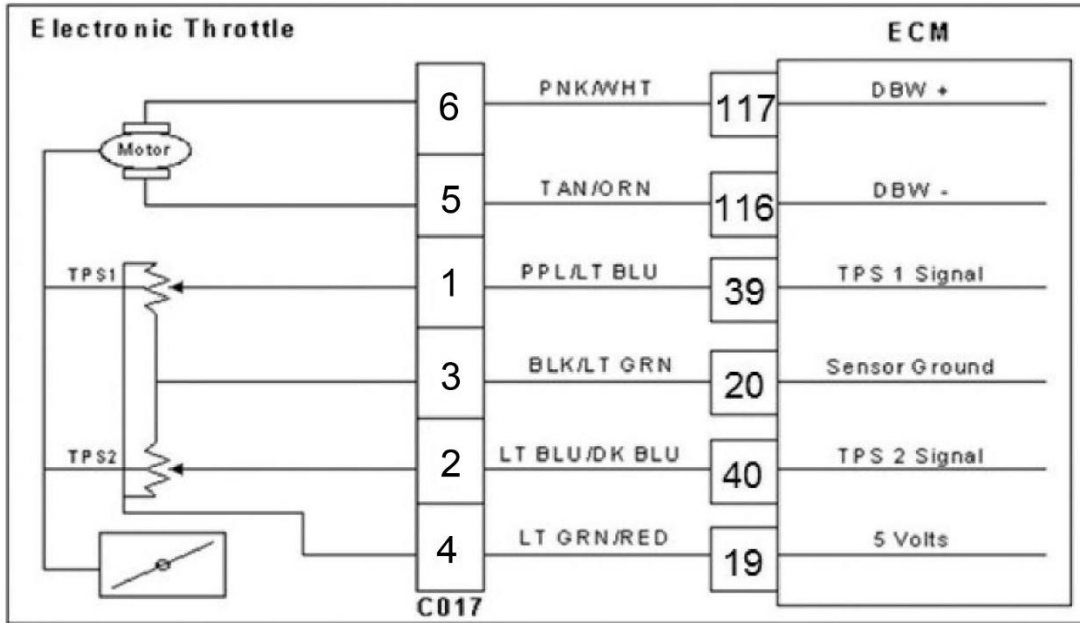 Electronic Throttle
ECM
6 PNK/WHT 117 DBW +
Motor
5 TAN/ORN 116 DBW -
TPS1 1 PPL/LT BLU 39 TPS 1 Signal
3 BLK/LT GRN 20 Sensor Ground
TPS2 2 LT BLU/DK BLU 40 TPS 2 Signal
4 LT GRN/RED 19 5 Volts
C017